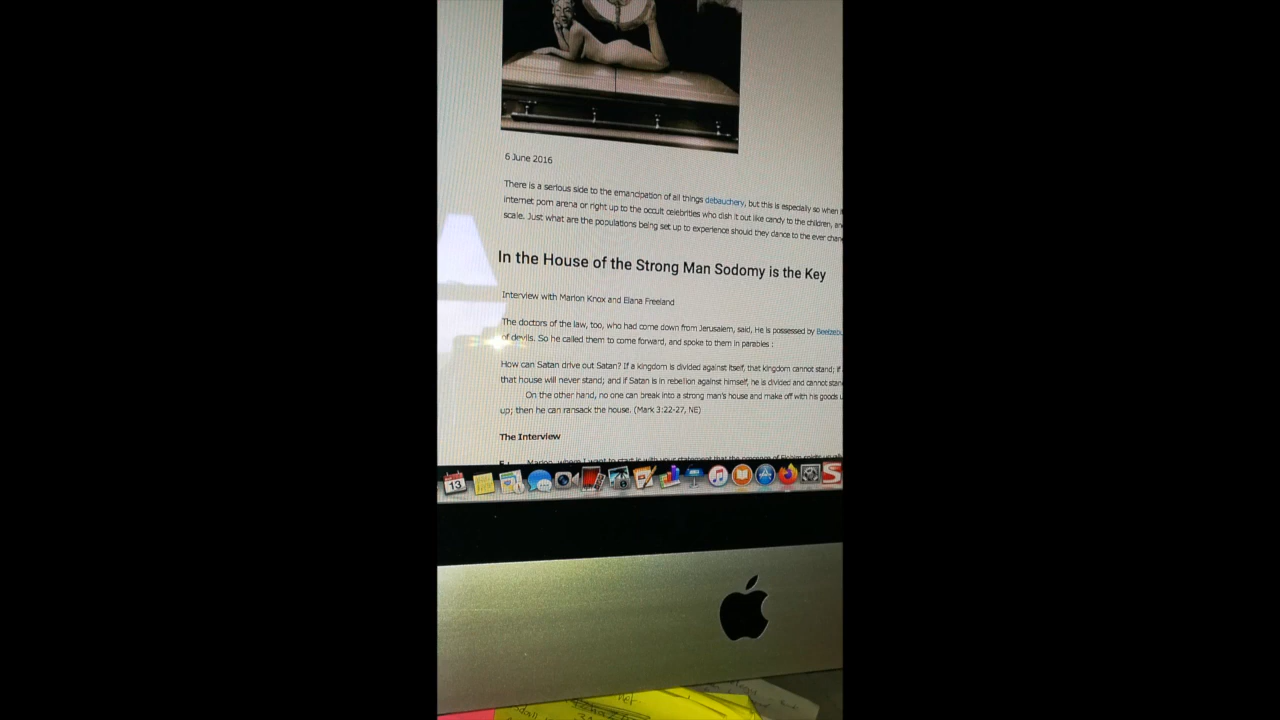 6 June 2016
There is a serious side to the emancipation of all things debauchery, but this is especially so when
internet porn arena or right up to the occult celebrities who dish it out like candy to the children,
scale. Just what are the populations being set up to experience should they dance to the ever
In the House of the Strong Man Sodomy is the Key
Interview with Marion Knox and Elana Freeland
The doctors of the law, too, who had come down from Jerusalem, said, He is possessed by
of devils. So he called them to come forward, and spoke to them in parables :
How can Satan drive out Satan? If a kingdom is divided against itself, that kingdom cannot stand; if
that house will never stand; and if Satan is in rebellion against himself, he is divided and cannot
On the other hand, no one can break into a strong man's house and make off with his goods
up; then he can ransack the house. (Mark 3:22-27, NE)
The Interview
13